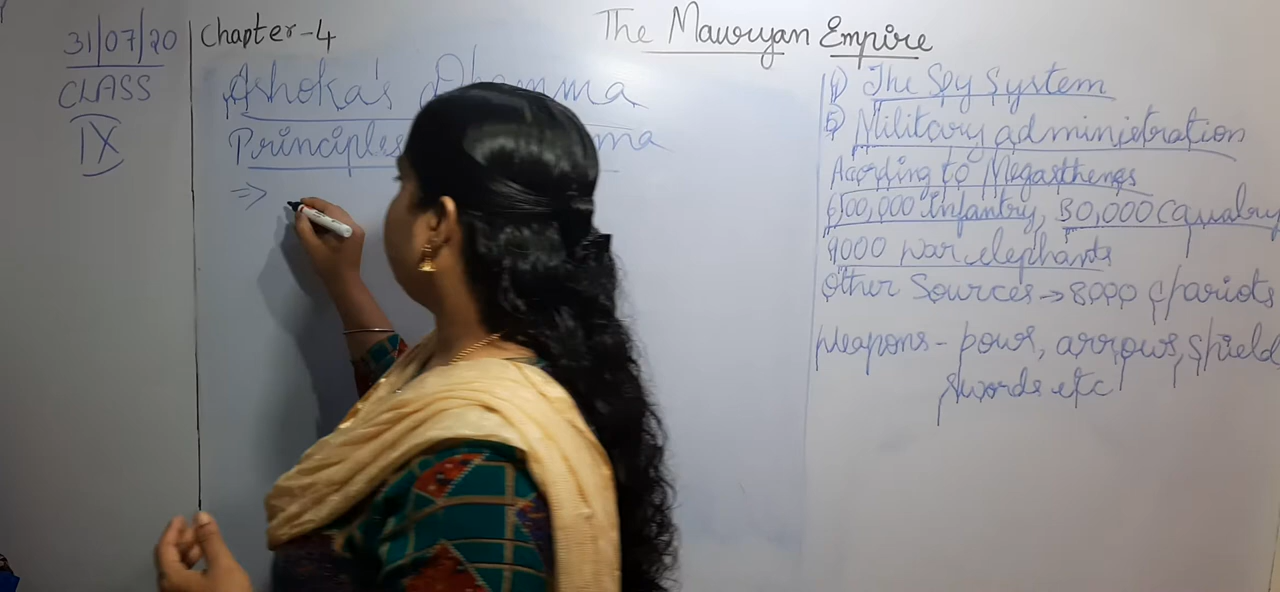 31/07/20
CLASS
IX
Chapter-4
The Mauryan Empire
Ashoka's Dhamma
Principles
⇒
4) The Spy System
5) Military administration
According to Megasthenes
600,000 Infantry, 30,000 Cavalry
9000 war elephants
Other Sources → 8000 Chariots
Weapons - bows, arrows, shield
swords etc